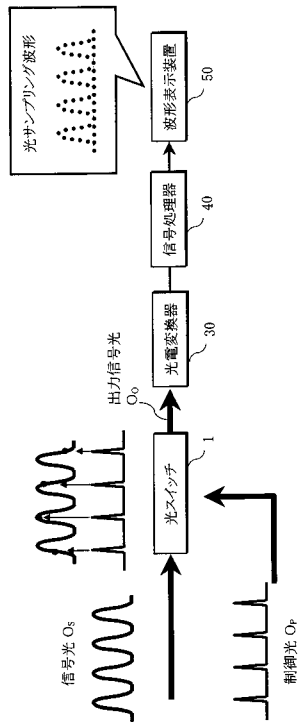 信号光 OS
制御光 OP
光スイッチ
1
出力信号光
OO
光電変換器
30
信号処理器
40
波形表示装置
50
光サンプリング波形